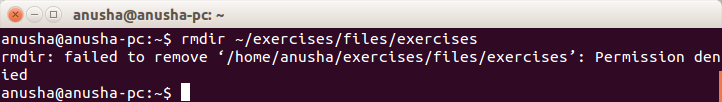 anusha@anusha-pc: ~
anusha@anusha-pc:~$ rmdir ~/exercises/files/exercises
rmdir: failed to remove ‘/home/anusha/exercises/files/exercises’: Permission den
ied
anusha@anusha-pc:~$